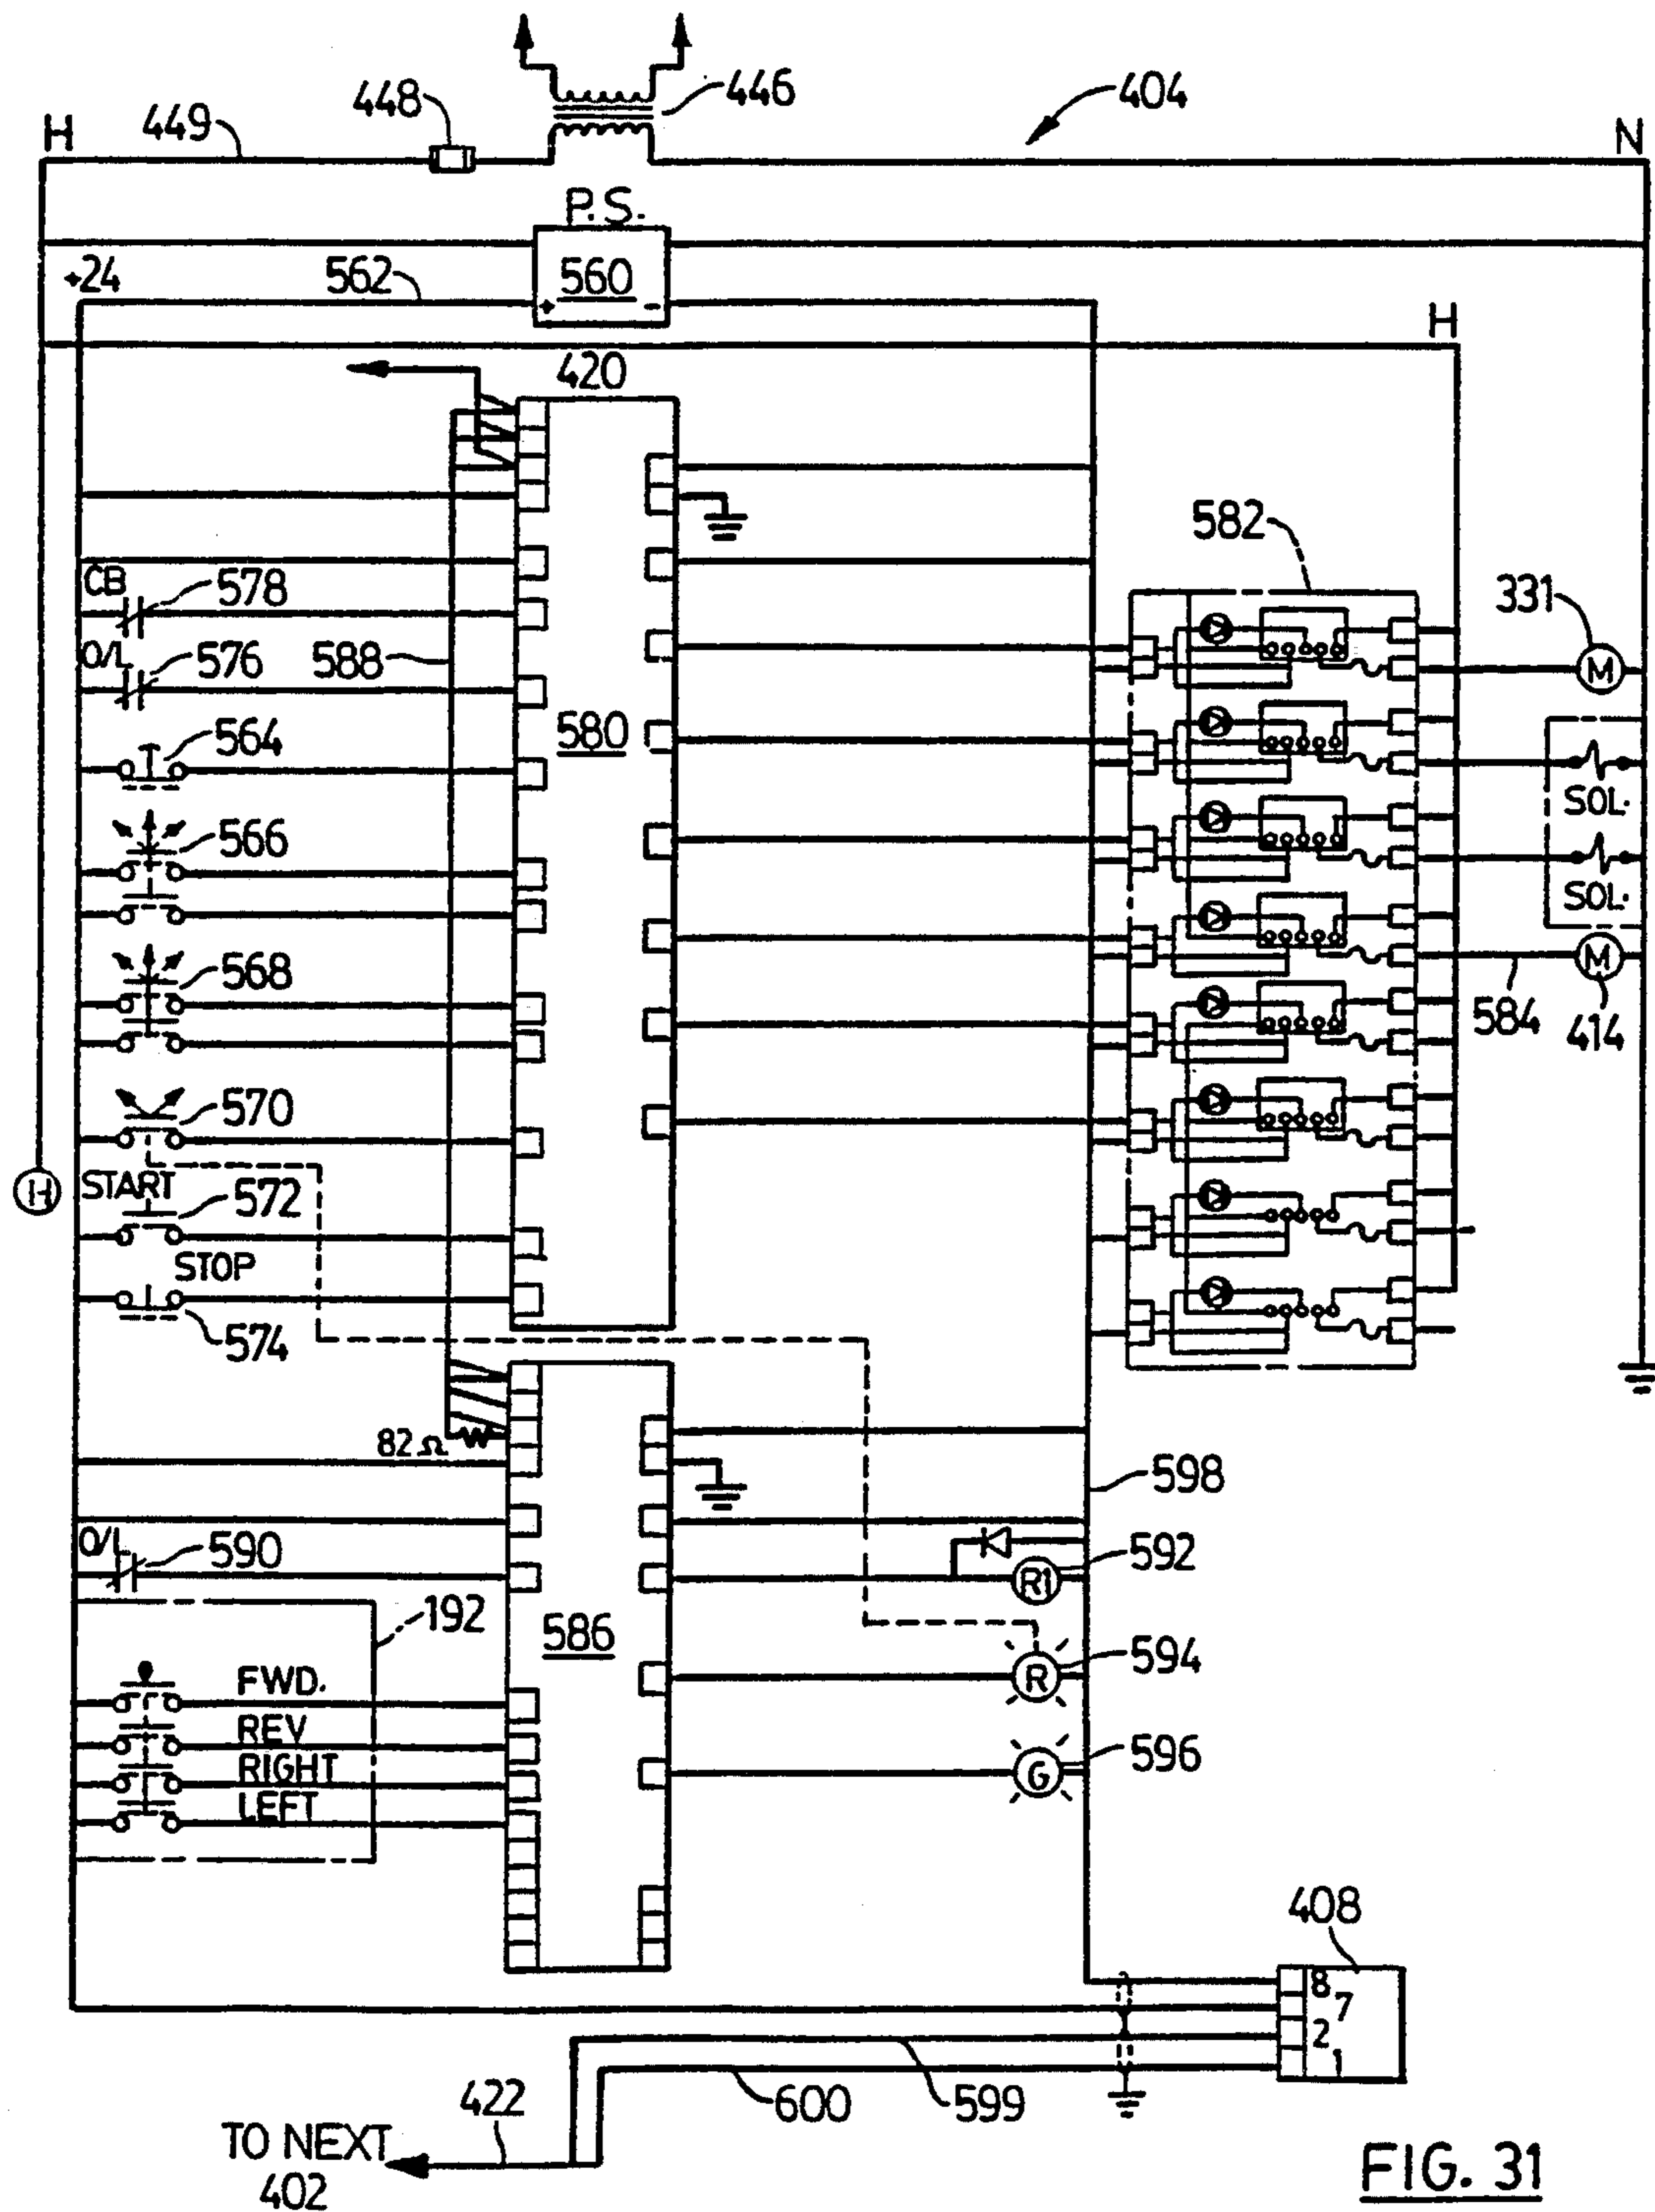 446
404
448
449
H
N
P.S.
+24
562
560
+ -
H
420
582
CB
578
331
O/L
576
588
M
564
580
SOL.
566
SOL.
568
M
584
414
570
H
START
572
STOP
574
82Ω
598
O/L
590
592
R1
192
586
594
R
FWD.
REV
596
G
RIGHT
LEFT
408
8
7
2
1
422
600
599
TO NEXT
402
FIG. 31